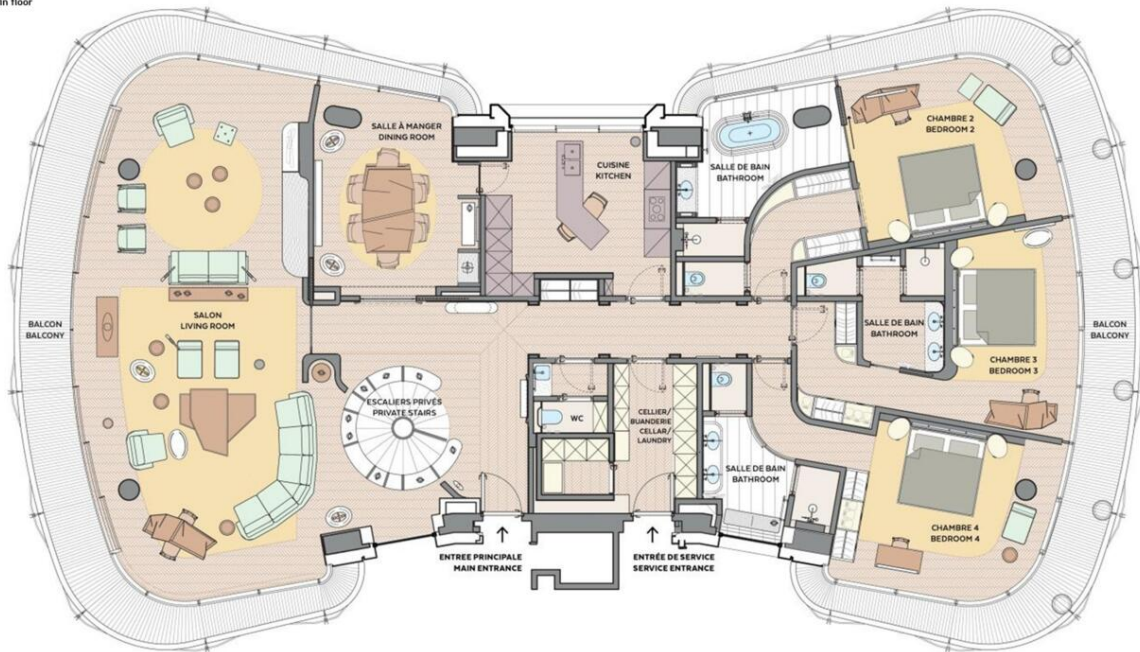 in floor
SALLE À MANGER
DINING ROOM
CUISINE
KITCHEN
SALLE DE BAIN
BATHROOM
CHAMBRE 2
BEDROOM 2
SALON
LIVING ROOM
BALCON
BALCONY
SALLE DE BAIN
BATHROOM
BALCON
BALCONY
CHAMBRE 3
BEDROOM 3
ESCALIERS PRIVÉS
PRIVATE STAIRS
WC
CELLIER/
BUANDERIE
CELLAR/
LAUNDRY
SALLE DE BAIN
BATHROOM
CHAMBRE 4
BEDROOM 4
ENTREE PRINCIPALE
MAIN ENTRANCE
ENTRÉE DE SERVICE
SERVICE ENTRANCE